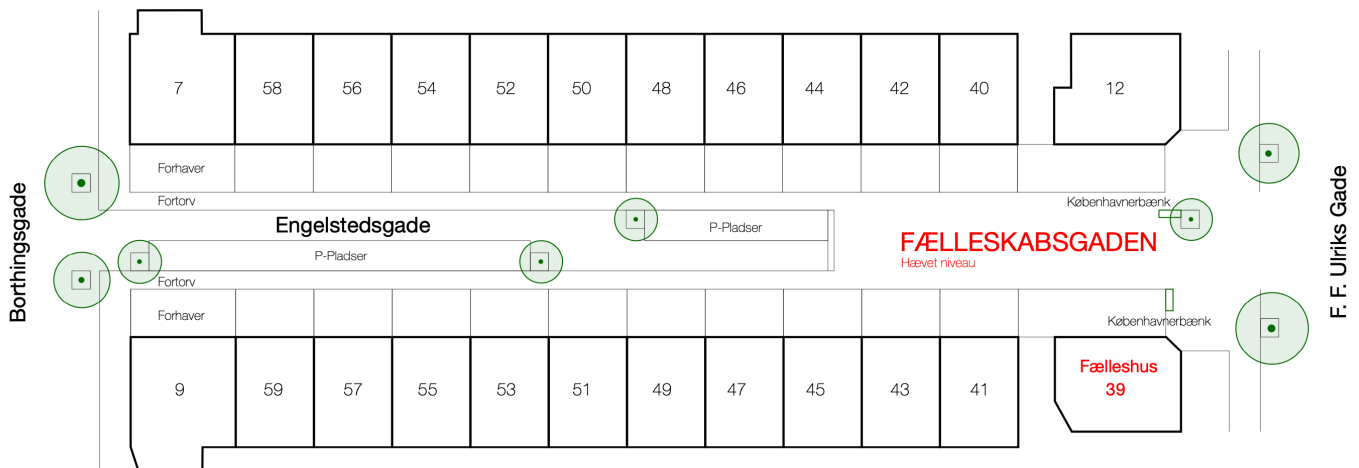 7
58
56
54
52
50
48
46
44
42
40
12
Forhaver
Fortorv
Københavnerbænk
Borthingsgade
Engelstedsgade
P-Pladser
FÆLLESKABSGADEN
Hævet niveau
P-Pladser
F. F. Ulriks Gade
Fortorv
Forhaver
Københavnerbænk
9
59
57
55
53
51
49
47
45
43
41
Fælleshus
39